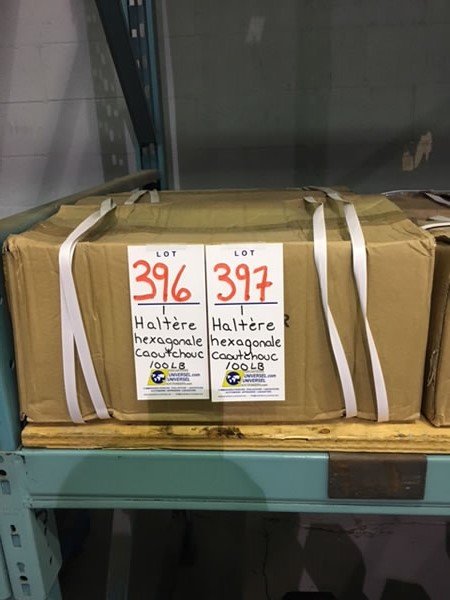 LOT
396
1
Haltère
hexagonale
Caoutchouc
100LB
UNIVERSEL.com
UNIVERSEL
LOT
397
1
Haltère
hexagonale
Caoutchouc
100LB
UNIVERSEL.com
UNIVERSEL
R